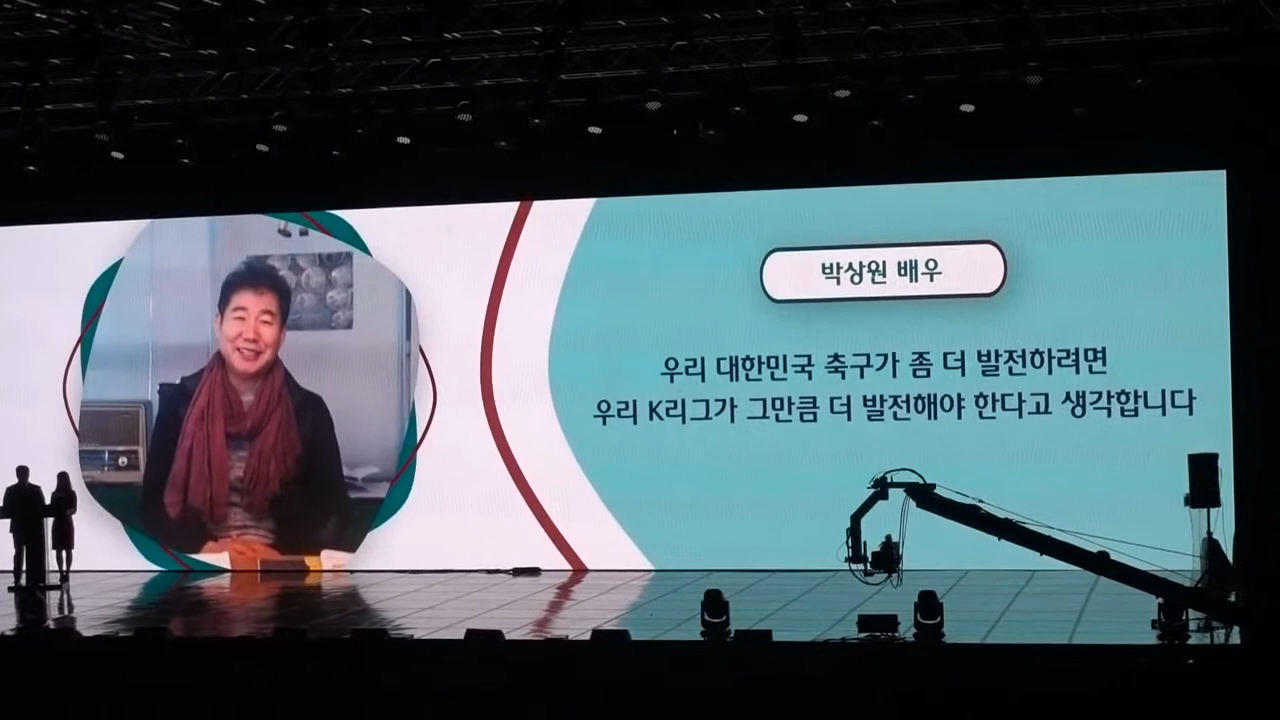 박상원 배우
우리 대한민국 축구가 좀 더 발전하려면
우리 K리그가 그만큼 더 발전해야 한다고 생각합니다